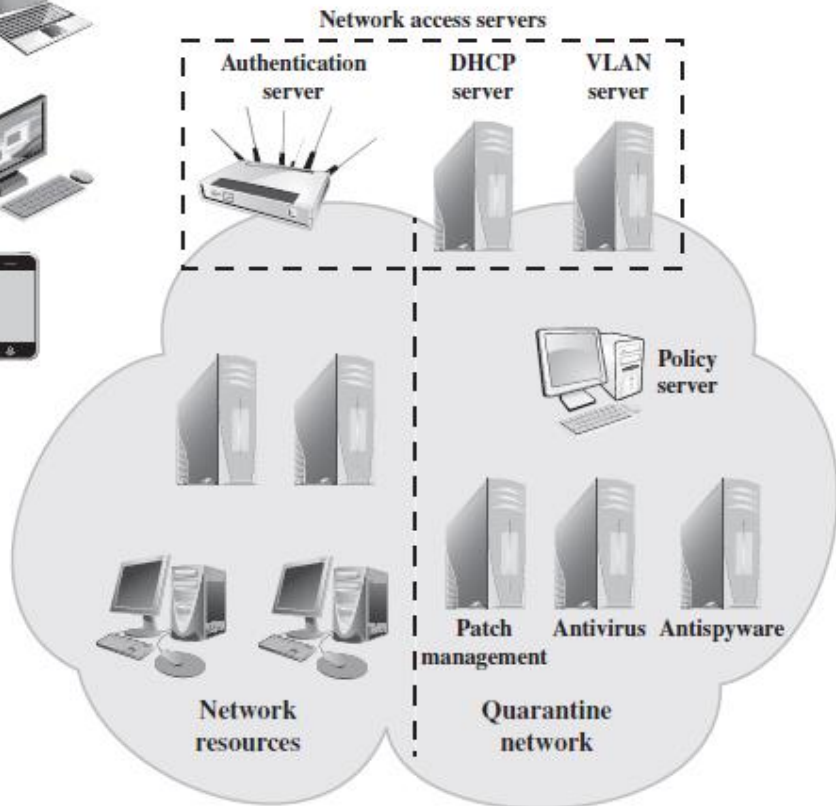 Network access servers
Authentication
server
DHCP
server
VLAN
server
Policy
server
Patch
management
Antivirus
Antispyware
Network
resources
Quarantine
network